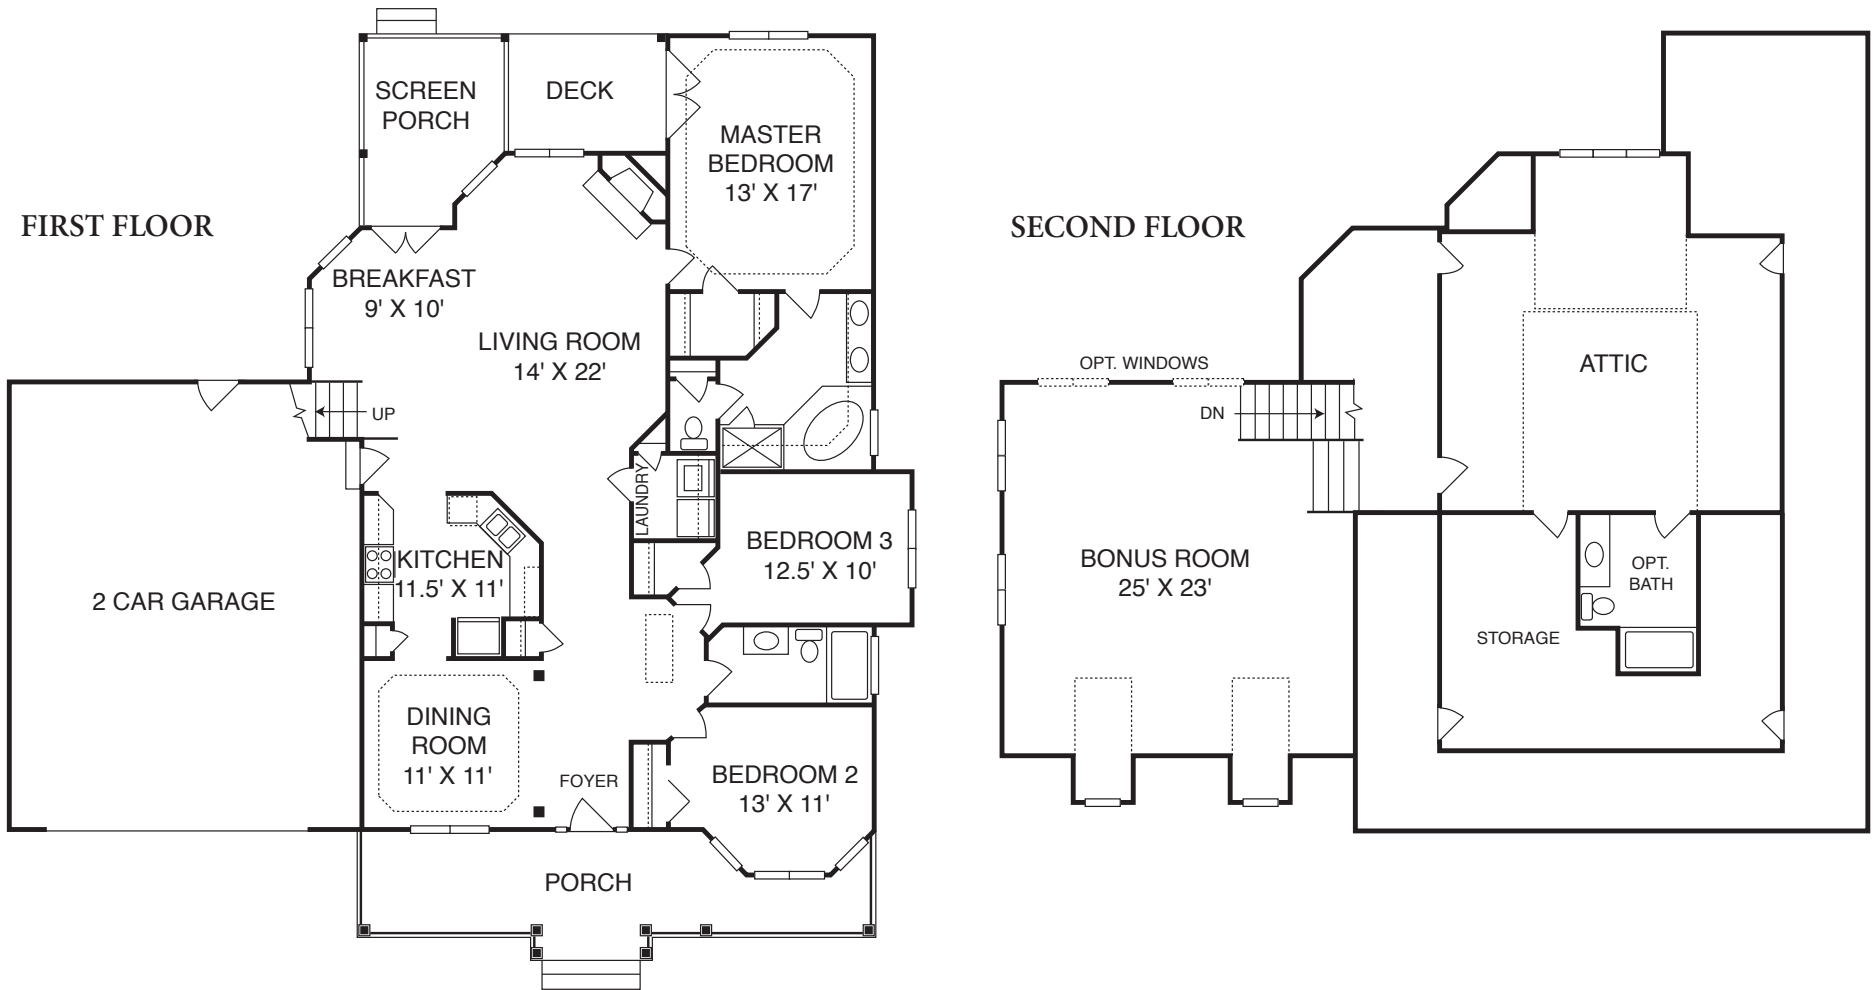 FIRST FLOOR
SCREEN
PORCH
DECK
MASTER
BEDROOM
13' X 17'
BREAKFAST
9' X 10'
LIVING ROOM
14' X 22'
UP
LAUNDRY
KITCHEN
11.5' X 11'
BEDROOM 3
12.5' X 10'
2 CAR GARAGE
DINING
ROOM
11' X 11'
FOYER
BEDROOM 2
13' X 11'
PORCH
SECOND FLOOR
OPT. WINDOWS
DN
ATTIC
BONUS ROOM
25' X 23'
OPT.
BATH
STORAGE